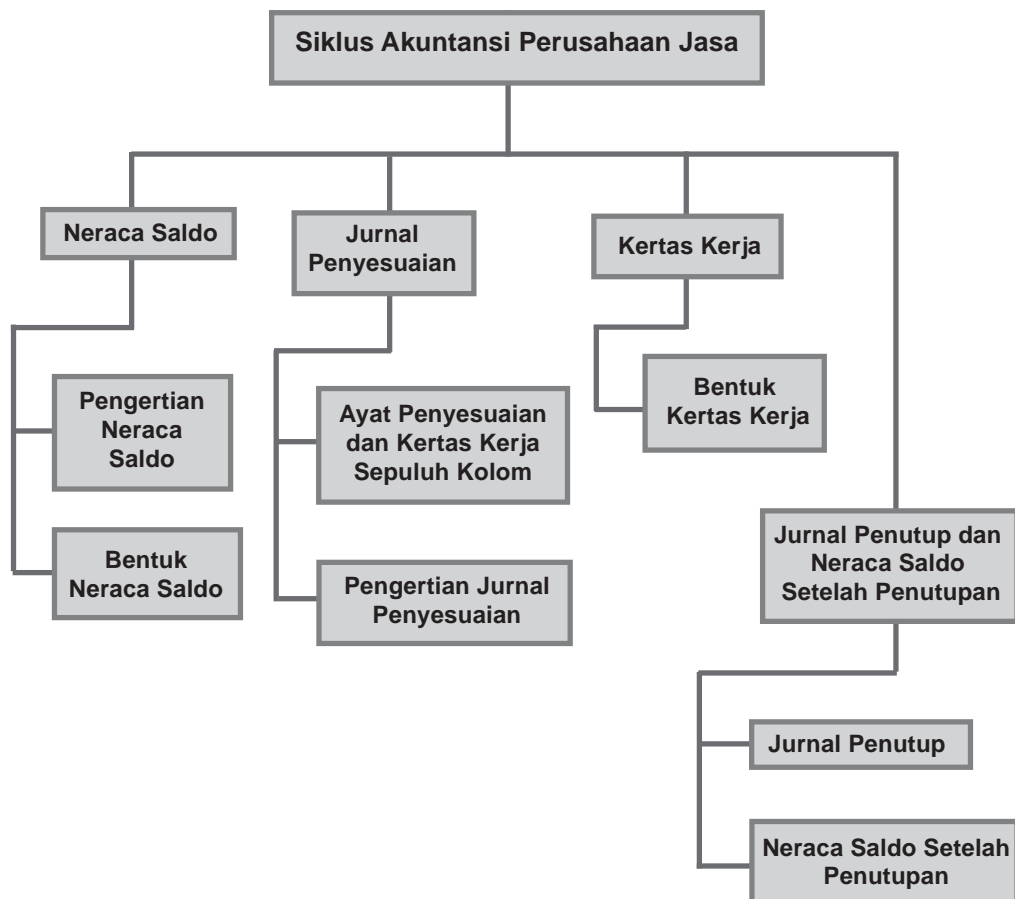 Siklus Akuntansi Perusahaan Jasa
Neraca Saldo
Pengertian
Neraca
Saldo
Bentuk
Neraca Saldo
Jurnal
Penyesuaian
Ayat Penyesuaian
dan Kertas Kerja
Sepuluh Kolom
Pengertian Jurnal
Penyesuaian
Kertas Kerja
Bentuk
Kertas Kerja
Jurnal Penutup dan
Neraca Saldo
Setelah Penutupan
Jurnal Penutup
Neraca Saldo Setelah
Penutupan